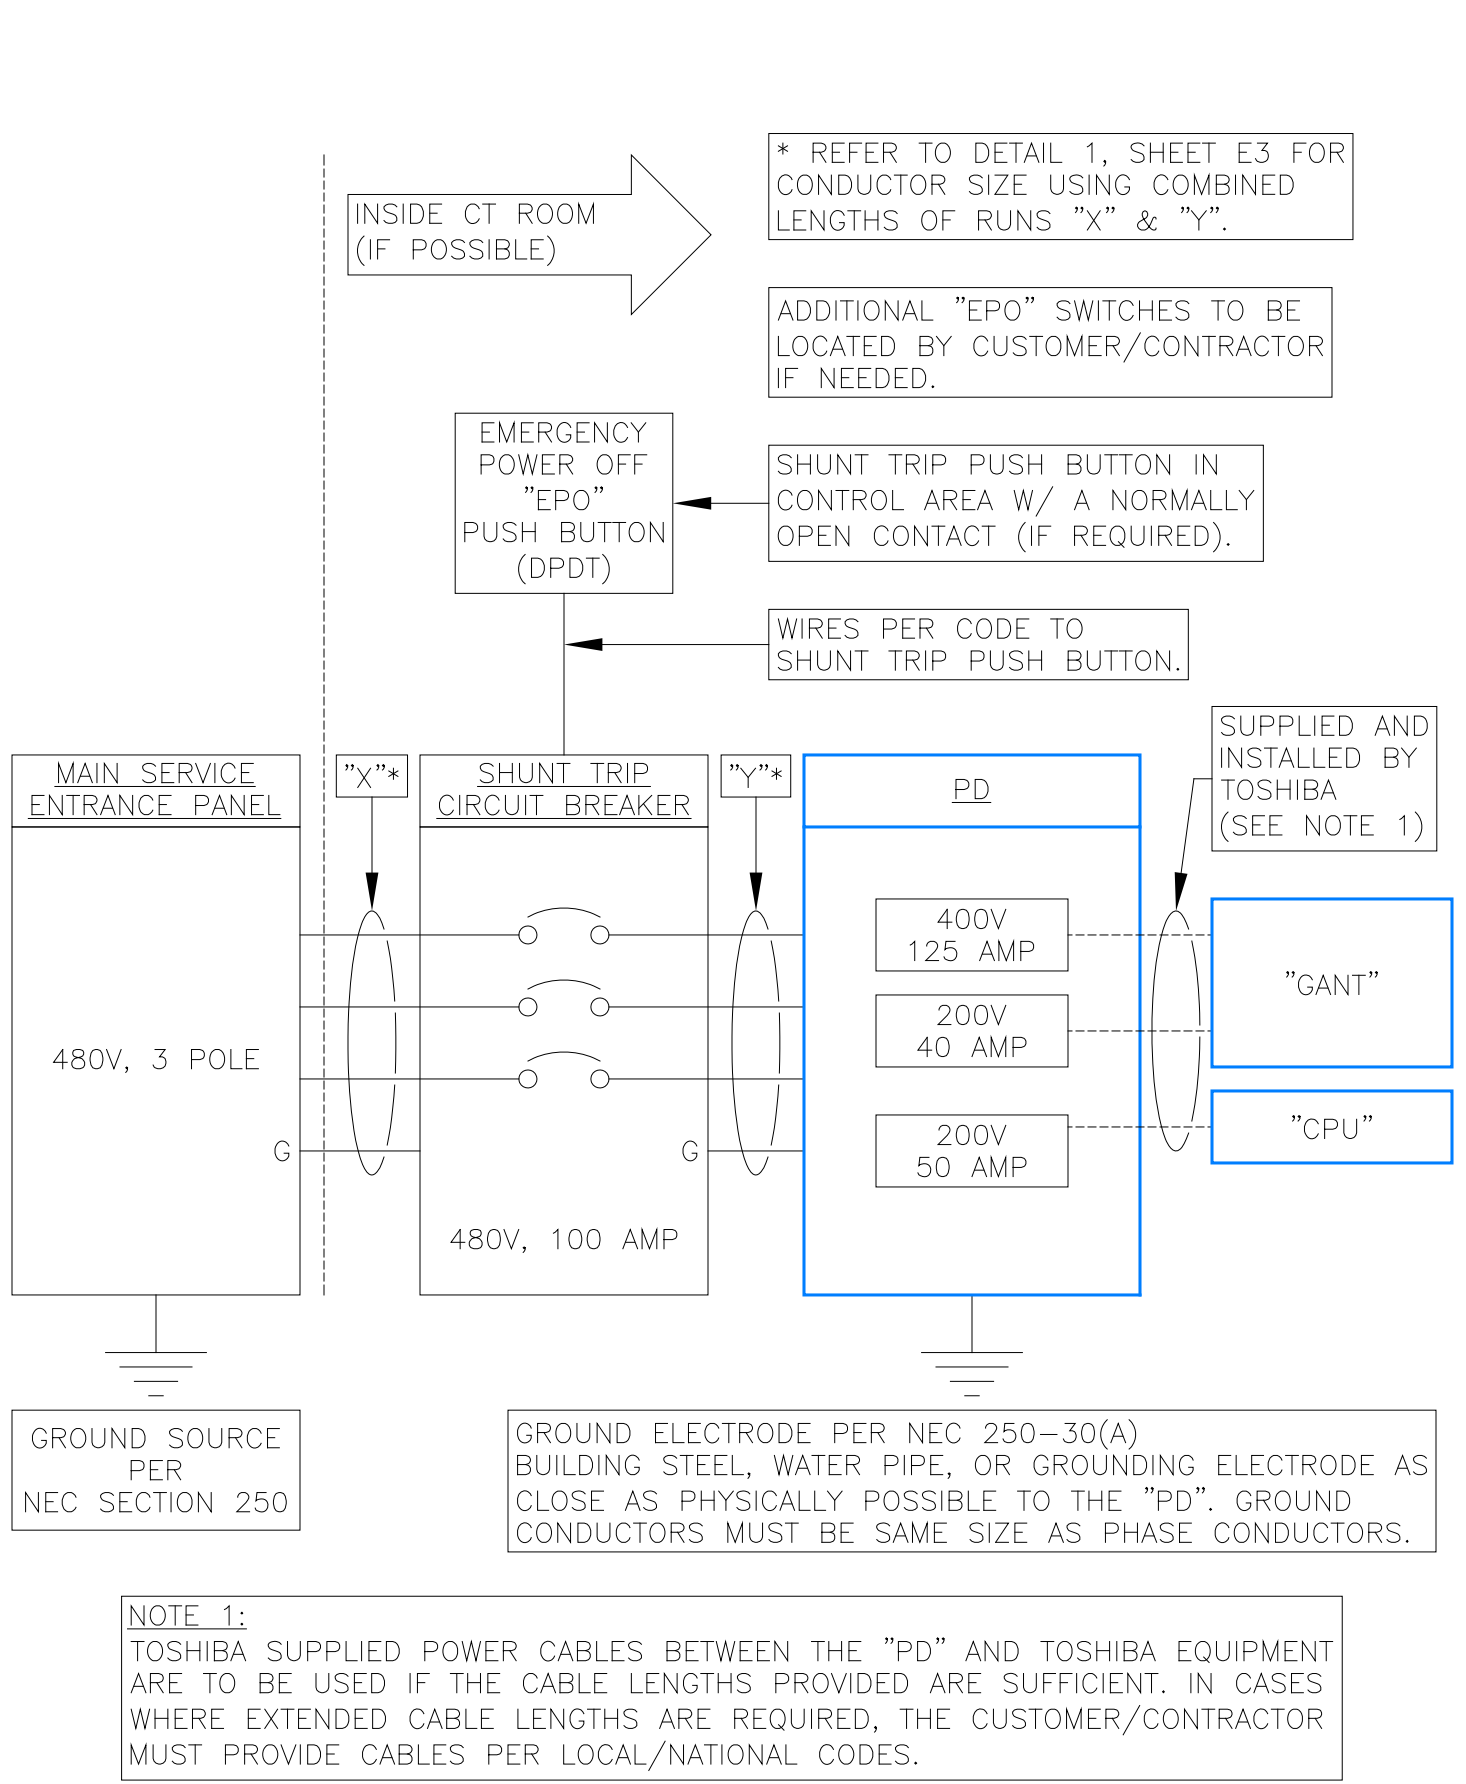 * REFER TO DETAIL 1, SHEET E3 FOR
CONDUCTOR SIZE USING COMBINED
LENGTHS OF RUNS "X" & "Y".
INSIDE CT ROOM
(IF POSSIBLE)
ADDITIONAL "EPO" SWITCHES TO BE
LOCATED BY CUSTOMER/CONTRACTOR
IF NEEDED.
EMERGENCY
POWER OFF
"EPO"
PUSH BUTTON
(DPDT)
SHUNT TRIP PUSH BUTTON IN
CONTROL AREA W/ A NORMALLY
OPEN CONTACT (IF REQUIRED).
WIRES PER CODE TO
SHUNT TRIP PUSH BUTTON.
SUPPLIED AND
INSTALLED BY
TOSHIBA
(SEE NOTE 1)
MAIN SERVICE
ENTRANCE PANEL
"X"*
SHUNT TRIP
CIRCUIT BREAKER
"Y"*
PD
400V
125 AMP
200V
40 AMP
200V
50 AMP
"GANT"
"CPU"
480V, 3 POLE
G
G
480V, 100 AMP
GROUND SOURCE
PER
NEC SECTION 250
GROUND ELECTRODE PER NEC 250-30(A)
BUILDING STEEL, WATER PIPE, OR GROUNDING ELECTRODE AS
CLOSE AS PHYSICALLY POSSIBLE TO THE "PD". GROUND
CONDUCTORS MUST BE SAME SIZE AS PHASE CONDUCTORS.
NOTE 1:
TOSHIBA SUPPLIED POWER CABLES BETWEEN THE "PD" AND TOSHIBA EQUIPMENT
ARE TO BE USED IF THE CABLE LENGTHS PROVIDED ARE SUFFICIENT. IN CASES
WHERE EXTENDED CABLE LENGTHS ARE REQUIRED, THE CUSTOMER/CONTRACTOR
MUST PROVIDE CABLES PER LOCAL/NATIONAL CODES.